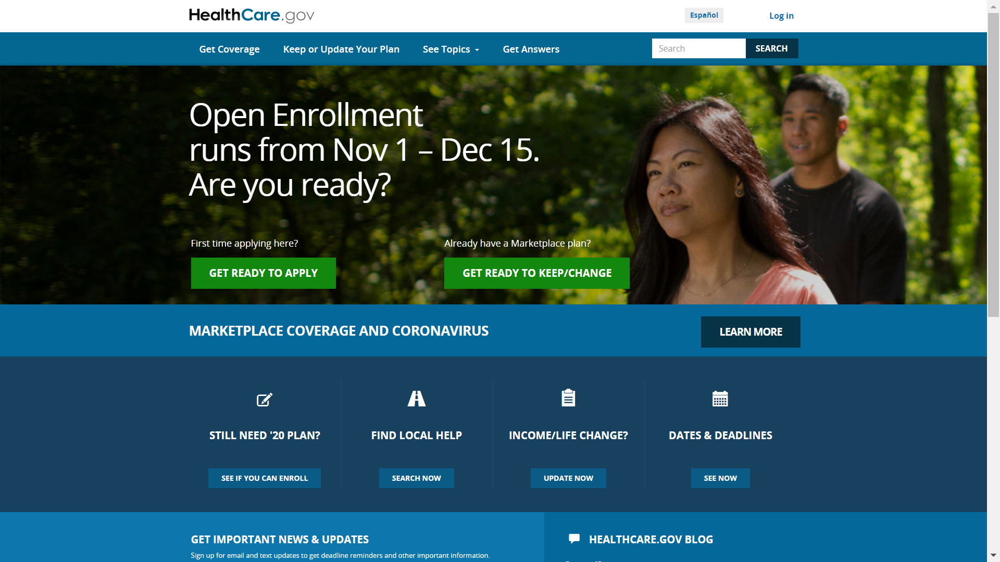 HealthCare.gov
Español
Log in
Get Coverage
Keep or Update Your Plan
See Topics
Get Answers
Search
SEARCH
Open Enrollment
runs from Nov 1 – Dec 15.
Are you ready?
First time applying here?
GET READY TO APPLY
Already have a Marketplace plan?
GET READY TO KEEP/CHANGE
MARKETPLACE COVERAGE AND CORONAVIRUS
LEARN MORE
STILL NEED '20 PLAN?
SEE IF YOU CAN ENROLL
FIND LOCAL HELP
SEARCH NOW
INCOME/LIFE CHANGE?
UPDATE NOW
DATES & DEADLINES
SEE NOW
GET IMPORTANT NEWS & UPDATES
Sign up for email and text updates to get deadline reminders and other important information.
HEALTHCARE.GOV BLOG